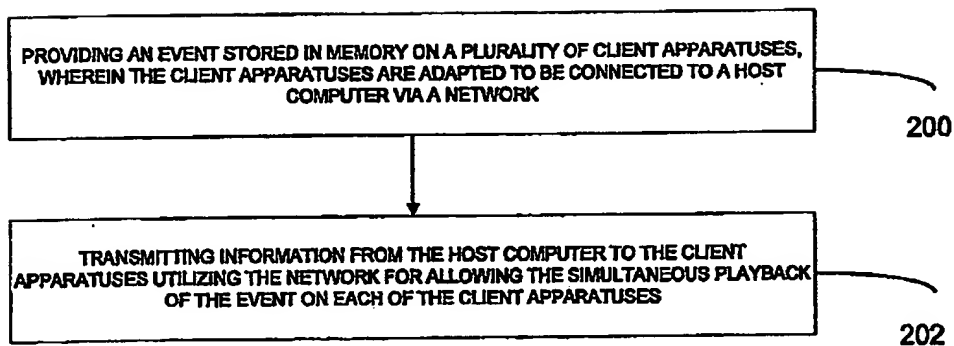 PROVIDING AN EVENT STORED IN MEMORY ON A PLURALITY OF CLIENT APPARATUSES,
WHEREIN THE CLIENT APPARATUSES ARE ADAPTED TO BE CONNECTED TO A HOST
COMPUTER VIA A NETWORK
200
TRANSMITTING INFORMATION FROM THE HOST COMPUTER TO THE CLIENT
APPARATUSES UTILIZING THE NETWORK FOR ALLOWING THE SIMULTANEOUS PLAYBACK
OF THE EVENT ON EACH OF THE CLIENT APPARATUSES
202